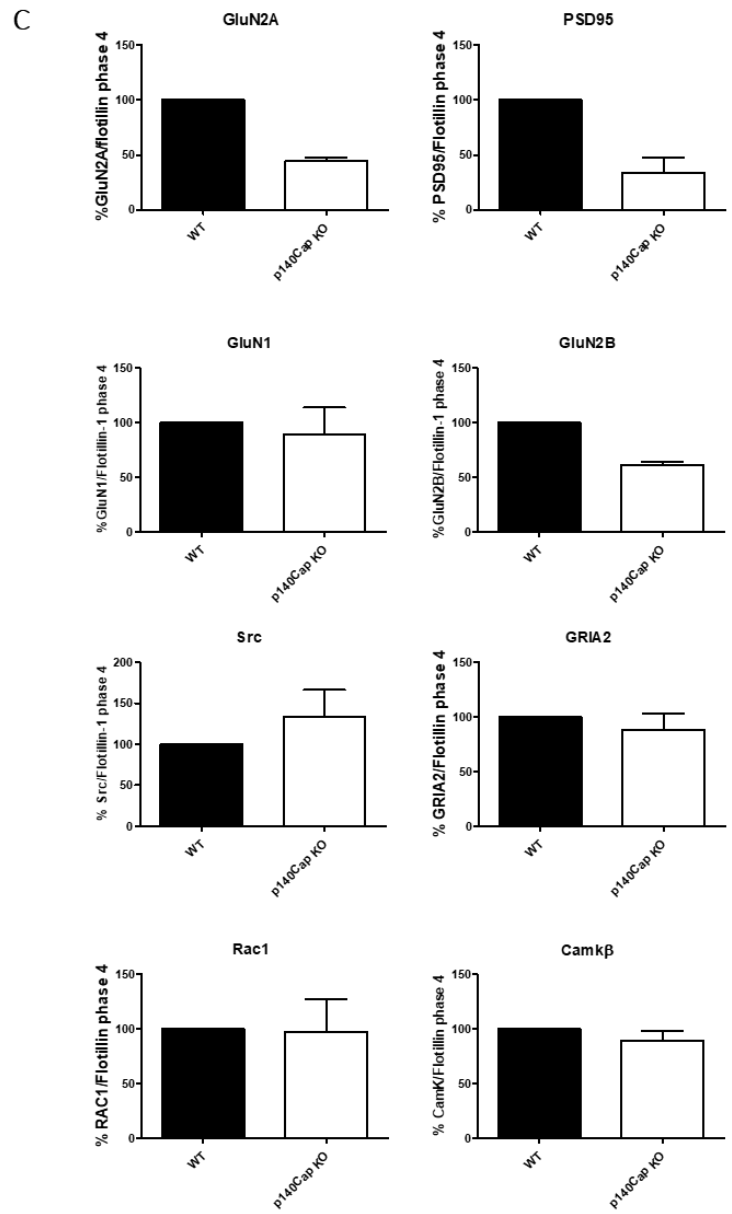 C
GluN2A
%GluN2A/flotillin phase 4
150
100
50
0
WT
p140Cap KO
PSD95
% PSD95/Flotillin phase 4
150
100
50
0
WT
p140Cap KO
GluN1
%GluN1/Flotillin-1 phase 4
150
100
50
0
WT
p140Cap KO
GluN2B
%GluN2B/Flotillin-1 phase 4
150
100
50
0
WT
p140Cap KO
Src
% Src/Flotillin-1 phase 4
200
150
100
50
0
WT
p140Cap KO
GRIA2
% GRIA2/Flotillin phase 4
150
100
50
0
WT
p140Cap KO
Rac1
% RAC1/Flotillin phase 4
150
100
50
0
WT
p140Cap KO
Camkβ
% CamK/Flotillin phase 4
150
100
50
0
WT
p140Cap KO